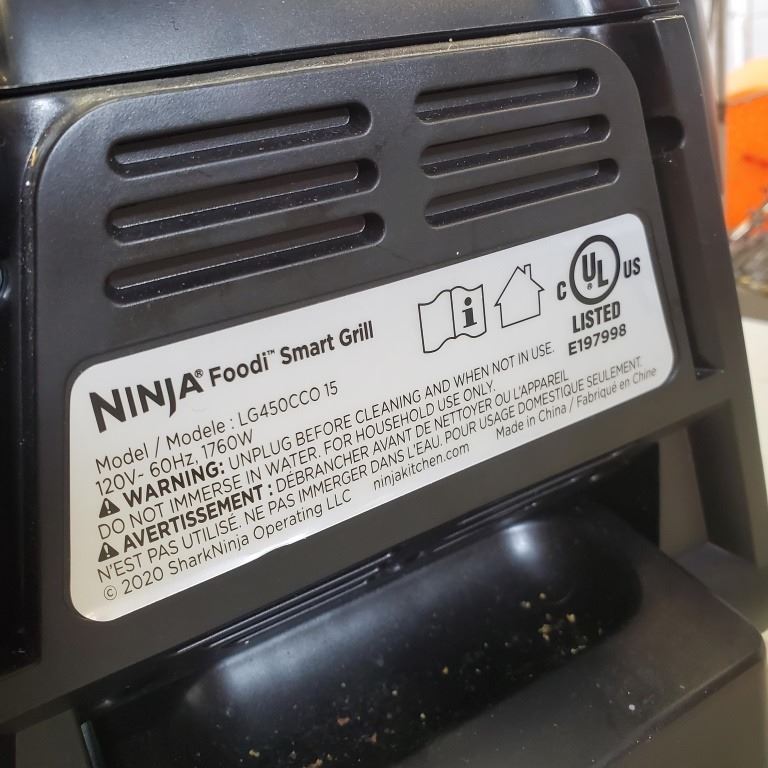 NINJA® Foodi™ Smart Grill
Model / Modele : LG450CCO 15
120V~ 60Hz, 1760W
⚠ WARNING: UNPLUG BEFORE CLEANING AND WHEN NOT IN USE.
DO NOT IMMERSE IN WATER. FOR HOUSEHOLD USE ONLY.
⚠ AVERTISSEMENT : DÉBRANCHER AVANT DE NETTOYER OU L'APPAREIL
N'EST PAS UTILISÉ. NE PAS IMMERGER DANS L'EAU. POUR USAGE DOMESTIQUE SEULEMENT.
© 2020 SharkNinja Operating LLC ninjakitchen.com Made in China / Fabriqué en Chine
i
C UL® US
LISTED
E197998